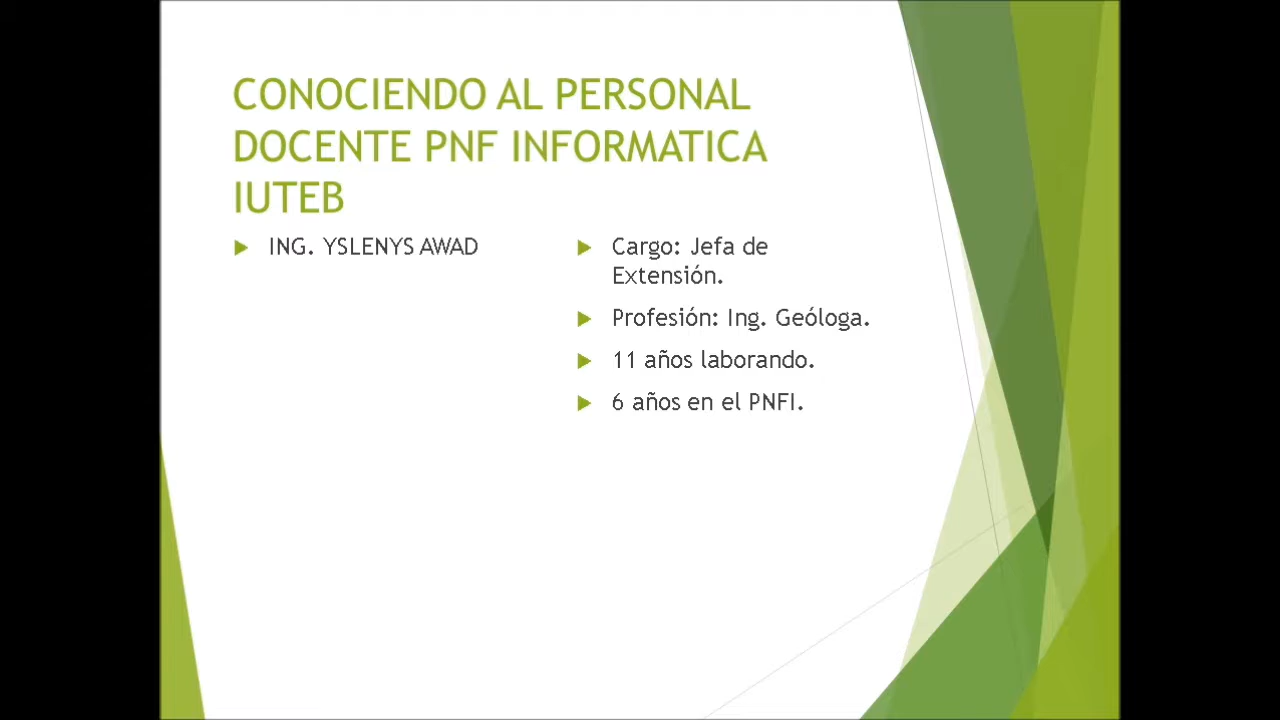 CONOCIENDO AL PERSONAL
DOCENTE PNF INFORMATICA
IUTEB
ING. YSLENYS AWAD
Cargo: Jefa de
Extensión.
Profesión: Ing. Geóloga.
11 años laborando.
6 años en el PNFI.